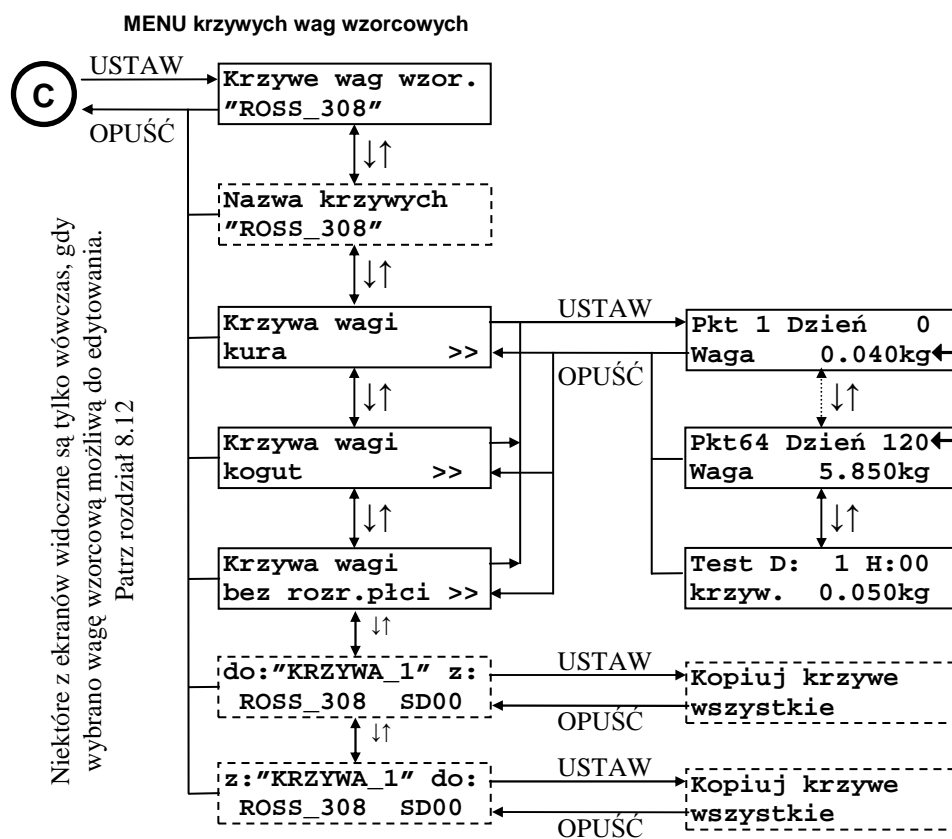 MENU krzywych wag wzorcowych
C
USTAW
OPUŚĆ
Krzywe wag wzor.
"ROSS_308"
↓↑
Nazwa krzywych
"ROSS_308"
↓↑
Krzywa wagi
kura >>
USTAW
OPUŚĆ
Pkt 1 Dzień 0
Waga 0.040kg
↓↑
↓↑
Krzywa wagi
kogut >>
Pkt64 Dzień 120
Waga 5.850kg
↓↑
↓↑
Krzywa wagi
bez rozr.płci >>
Test D: 1 H:00
krzyw. 0.050kg
↓↑
do:"KRZYWA_1" z:
ROSS_308 SD00
USTAW
OPUŚĆ
Kopiuj krzywe
wszystkie
↓↑
z:"KRZYWA_1" do:
ROSS_308 SD00
USTAW
OPUŚĆ
Kopiuj krzywe
wszystkie
Niektóre z ekranów widoczne są tylko wówczas, gdy
wybrano wagę wzorcową możliwą do edytowania.
Patrz rozdział 8.12